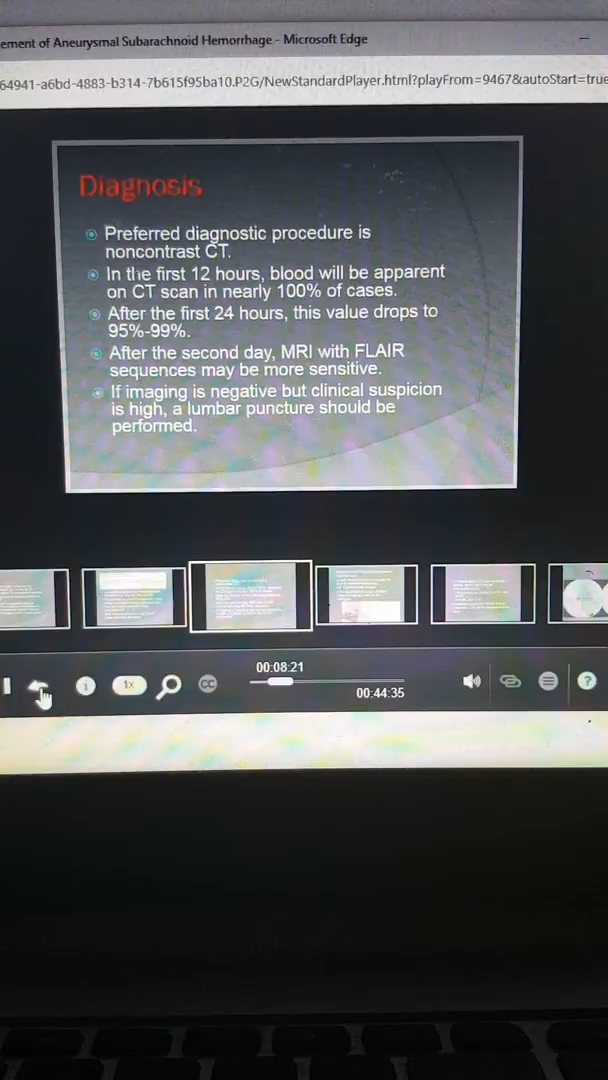 ement of Aneurysmal Subarachnoid Hemorrhage - Microsoft Edge
64941-a6bd-4883-b314-7b615f95ba10.P2G/NewStandardPlayer.html?playFrom=9467&autoStart=true
Diagnosis
Preferred diagnostic procedure is
noncontrast CT.
In the first 12 hours, blood will be apparent
on CT scan in nearly 100% of cases.
After the first 24 hours, this value drops to
95%-99%.
After the second day, MRI with FLAIR
sequences may be more sensitive.
If imaging is negative but clinical suspicion
is high, a lumbar puncture should be
performed.
00:08:21
1x
CC
00:44:35